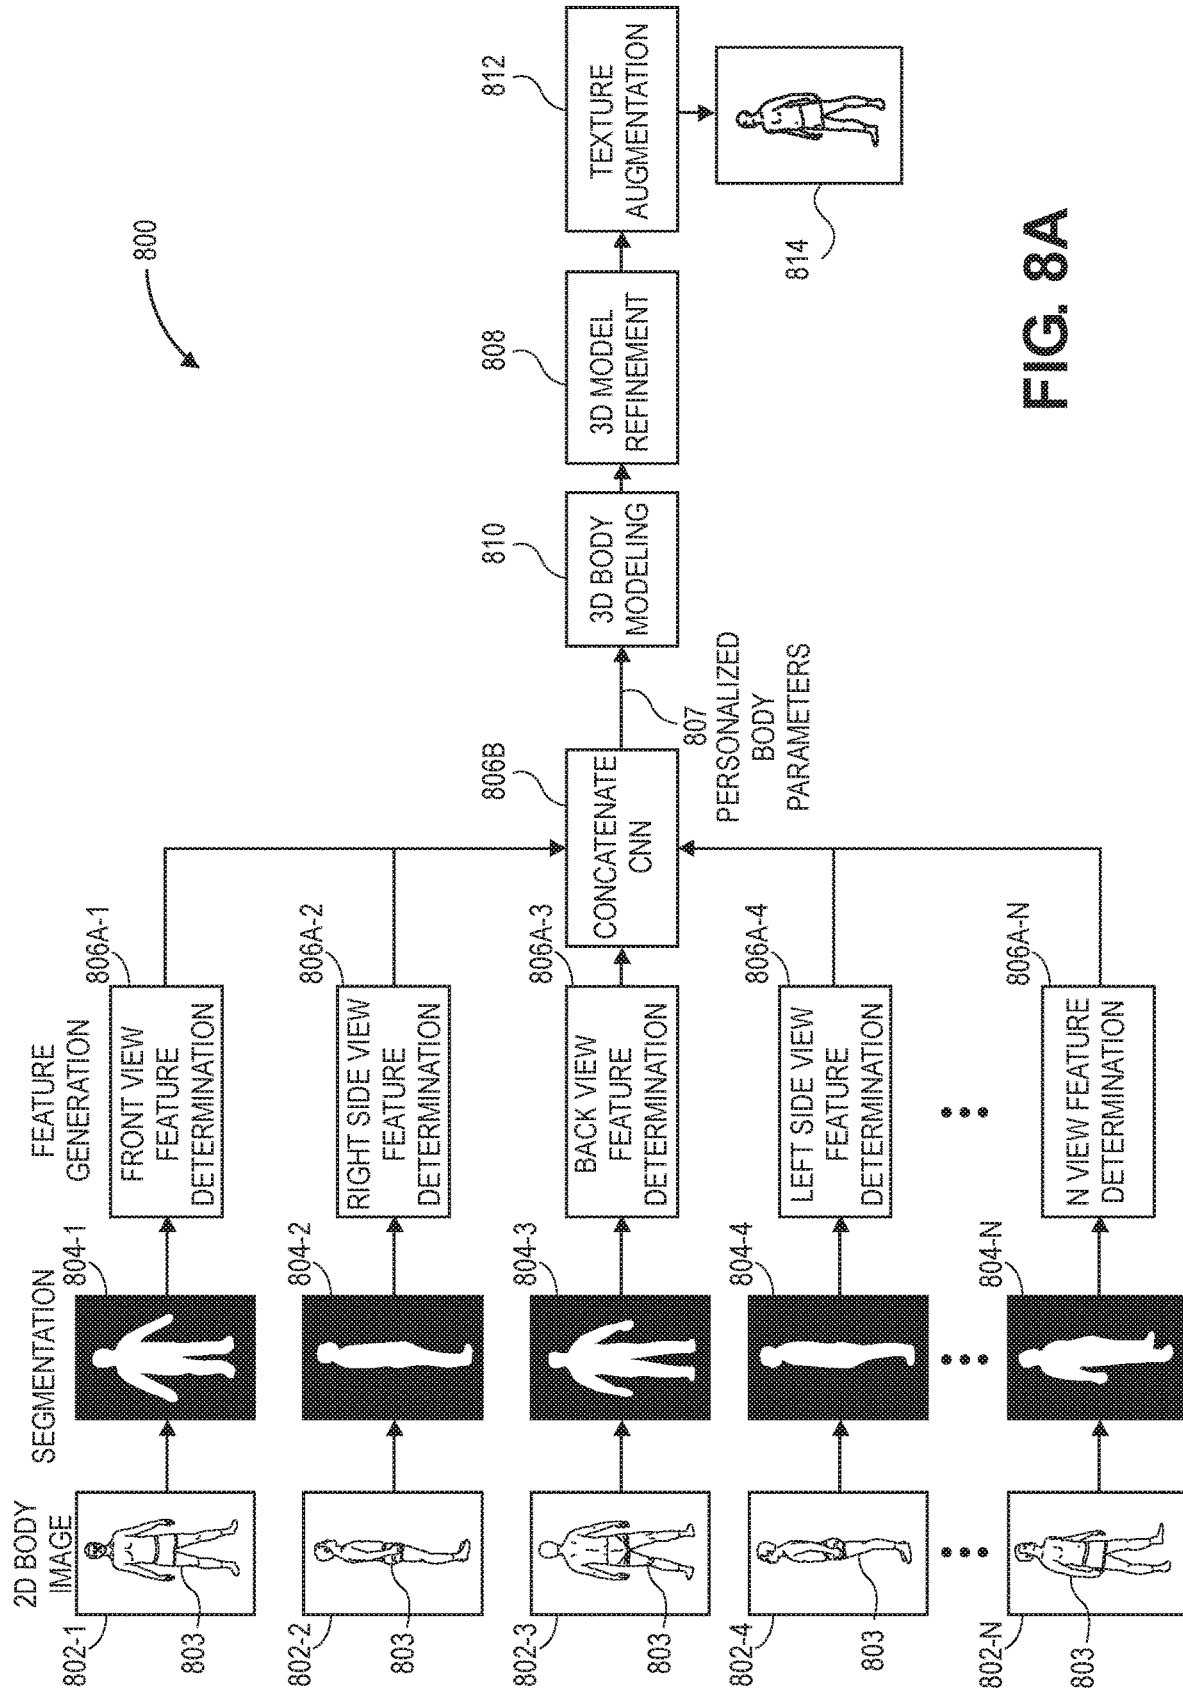 2D BODY
IMAGE
SEGMENTATION
FEATURE
GENERATION
800
802-1
803
804-1
806A-1
FRONT VIEW
FEATURE
DETERMINATION
802-2
803
804-2
806A-2
RIGHT SIDE VIEW
FEATURE
DETERMINATION
802-3
803
804-3
806A-3
BACK VIEW
FEATURE
DETERMINATION
802-4
803
804-4
806A-4
LEFT SIDE VIEW
FEATURE
DETERMINATION
802-N
803
804-N
806A-N
N VIEW FEATURE
DETERMINATION
806B
CONCATENATE
CNN
807
PERSONALIZED
BODY
PARAMETERS
810
3D BODY
MODELING
808
3D MODEL
REFINEMENT
812
TEXTURE
AUGMENTATION
814
FIG. 8A